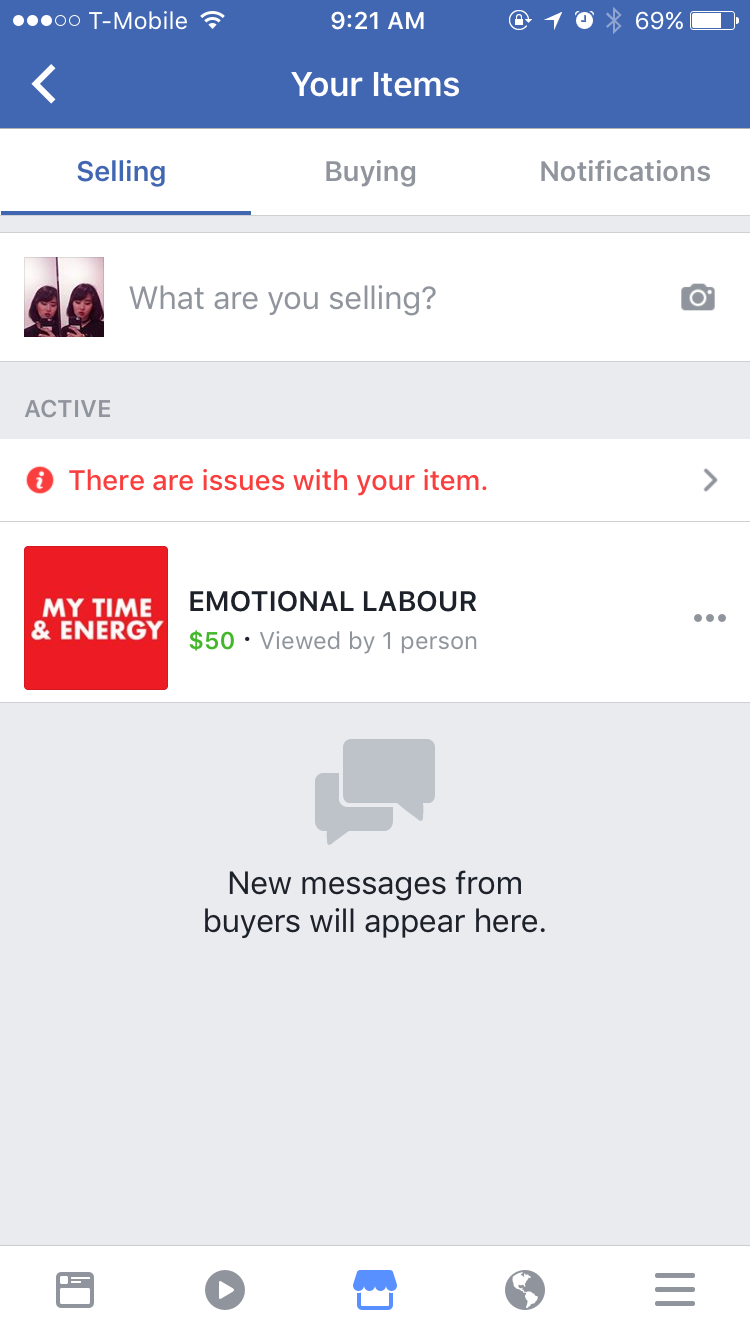 T-Mobile 9:21 AM 69%
Your Items
Selling Buying Notifications
What are you selling?
ACTIVE
There are issues with your item.
MY TIME
& ENERGY
EMOTIONAL LABOUR
$50 · Viewed by 1 person
New messages from
buyers will appear here.